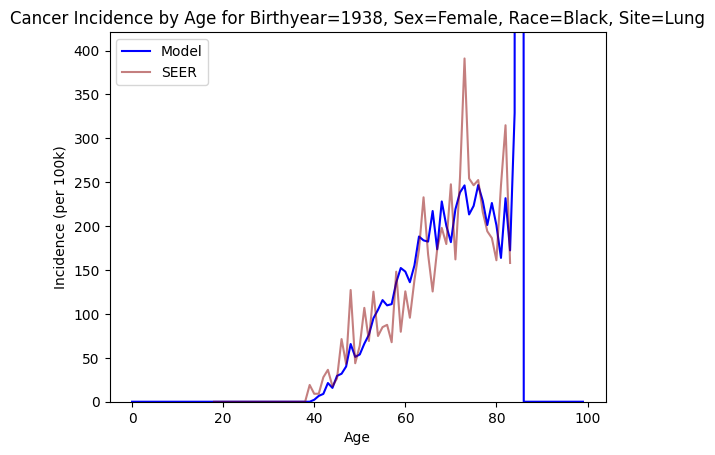 Cancer Incidence by Age for Birthyear=1938, Sex=Female, Race=Black, Site=Lung
Model
SEER
Incidence (per 100k)
400
350
300
250
200
150
100
50
0
0 20 40 60 80 100
Age